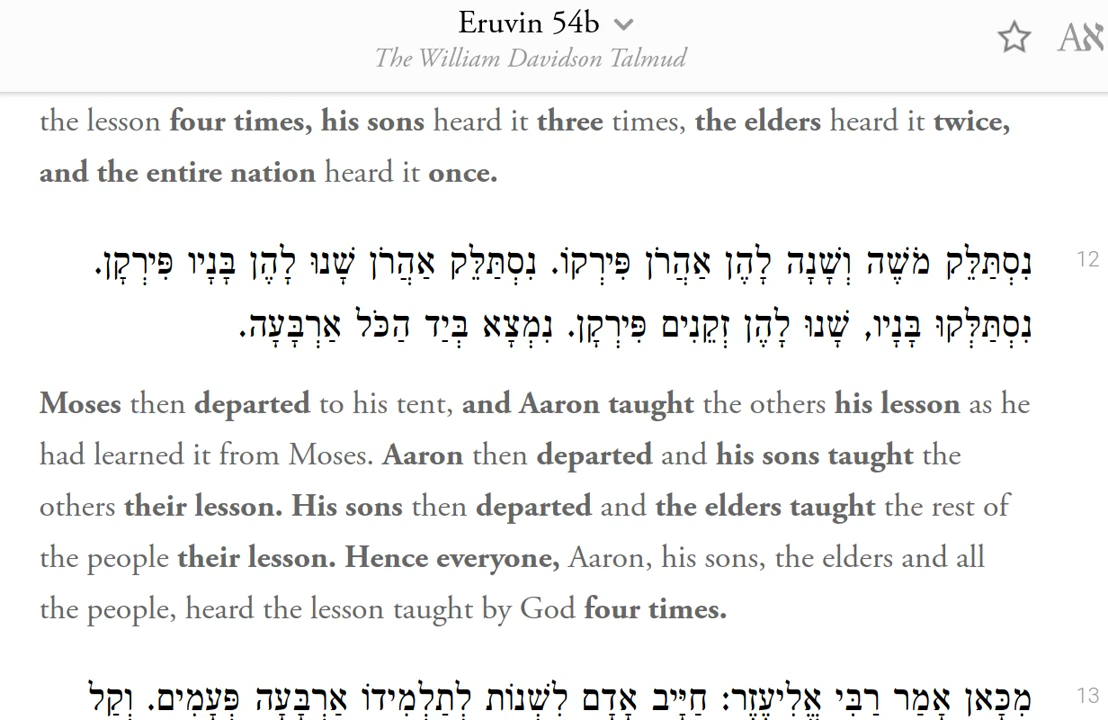 Eruvin 54b
The William Davidson Talmud
Aא
the lesson four times, his sons heard it three times, the elders heard it twice,
and the entire nation heard it once.
12
נִסְתַּלֵּק מֹשֶׁה וְשָׁנָה לָהֶן אַהֲרֹן פִּירְקוֹ. נִסְתַּלֵּק אַהֲרֹן שָׁנוּ לָהֶן בָּנָיו פִּירְקָן.
נִסְתַּלְּקוּ בָּנָיו, שָׁנוּ לָהֶן זְקֵנִים פִּירְקָן. נִמְצָא בְּיַד הַכֹּל אַרְבָּעָה.
Moses then departed to his tent, and Aaron taught the others his lesson as he
had learned it from Moses. Aaron then departed and his sons taught the
others their lesson. His sons then departed and the elders taught the rest of
the people their lesson. Hence everyone, Aaron, his sons, the elders and all
the people, heard the lesson taught by God four times.
13
מִכָּאן אָמַר רַבִּי אֱלִיעֶזֶר: חַיָּיב אָדָם לִשְׁנוֹת לְתַלְמִידוֹ אַרְבָּעָה פְּעָמִים. וְקַל